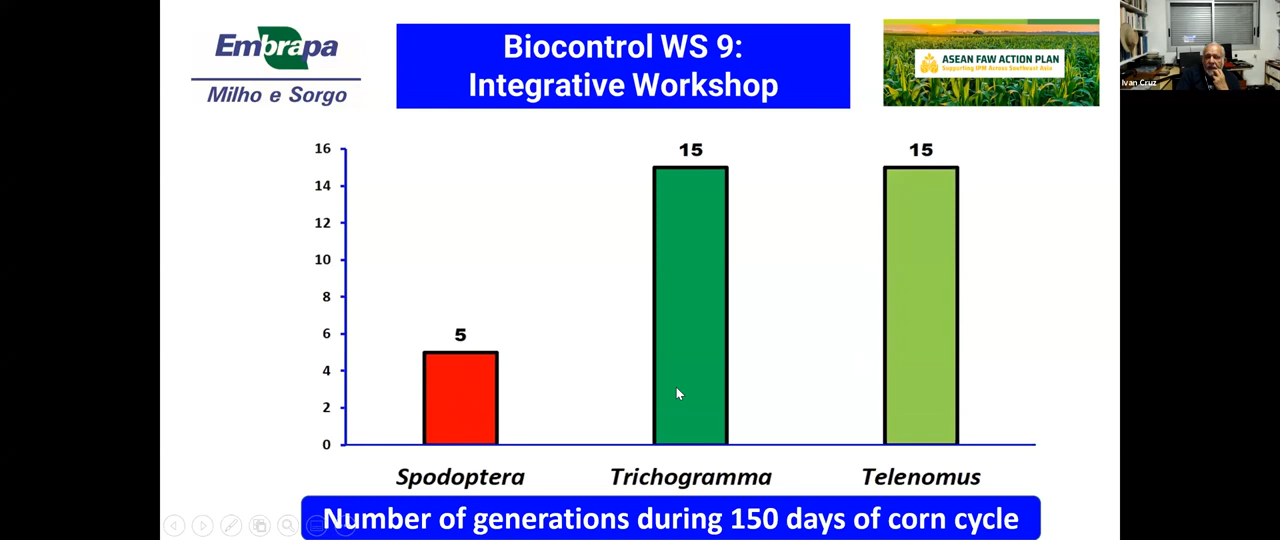 Embrapa
Milho e Sorgo
Biocontrol WS 9:
Integrative Workshop
ASEAN FAW ACTION PLAN
Supporting IPM Across Southeast Asia
Ivan Cruz
16
14
12
10
8
6
4
2
0
5
15
15
Spodoptera
Trichogramma
Telenomus
Number of generations during 150 days of corn cycle